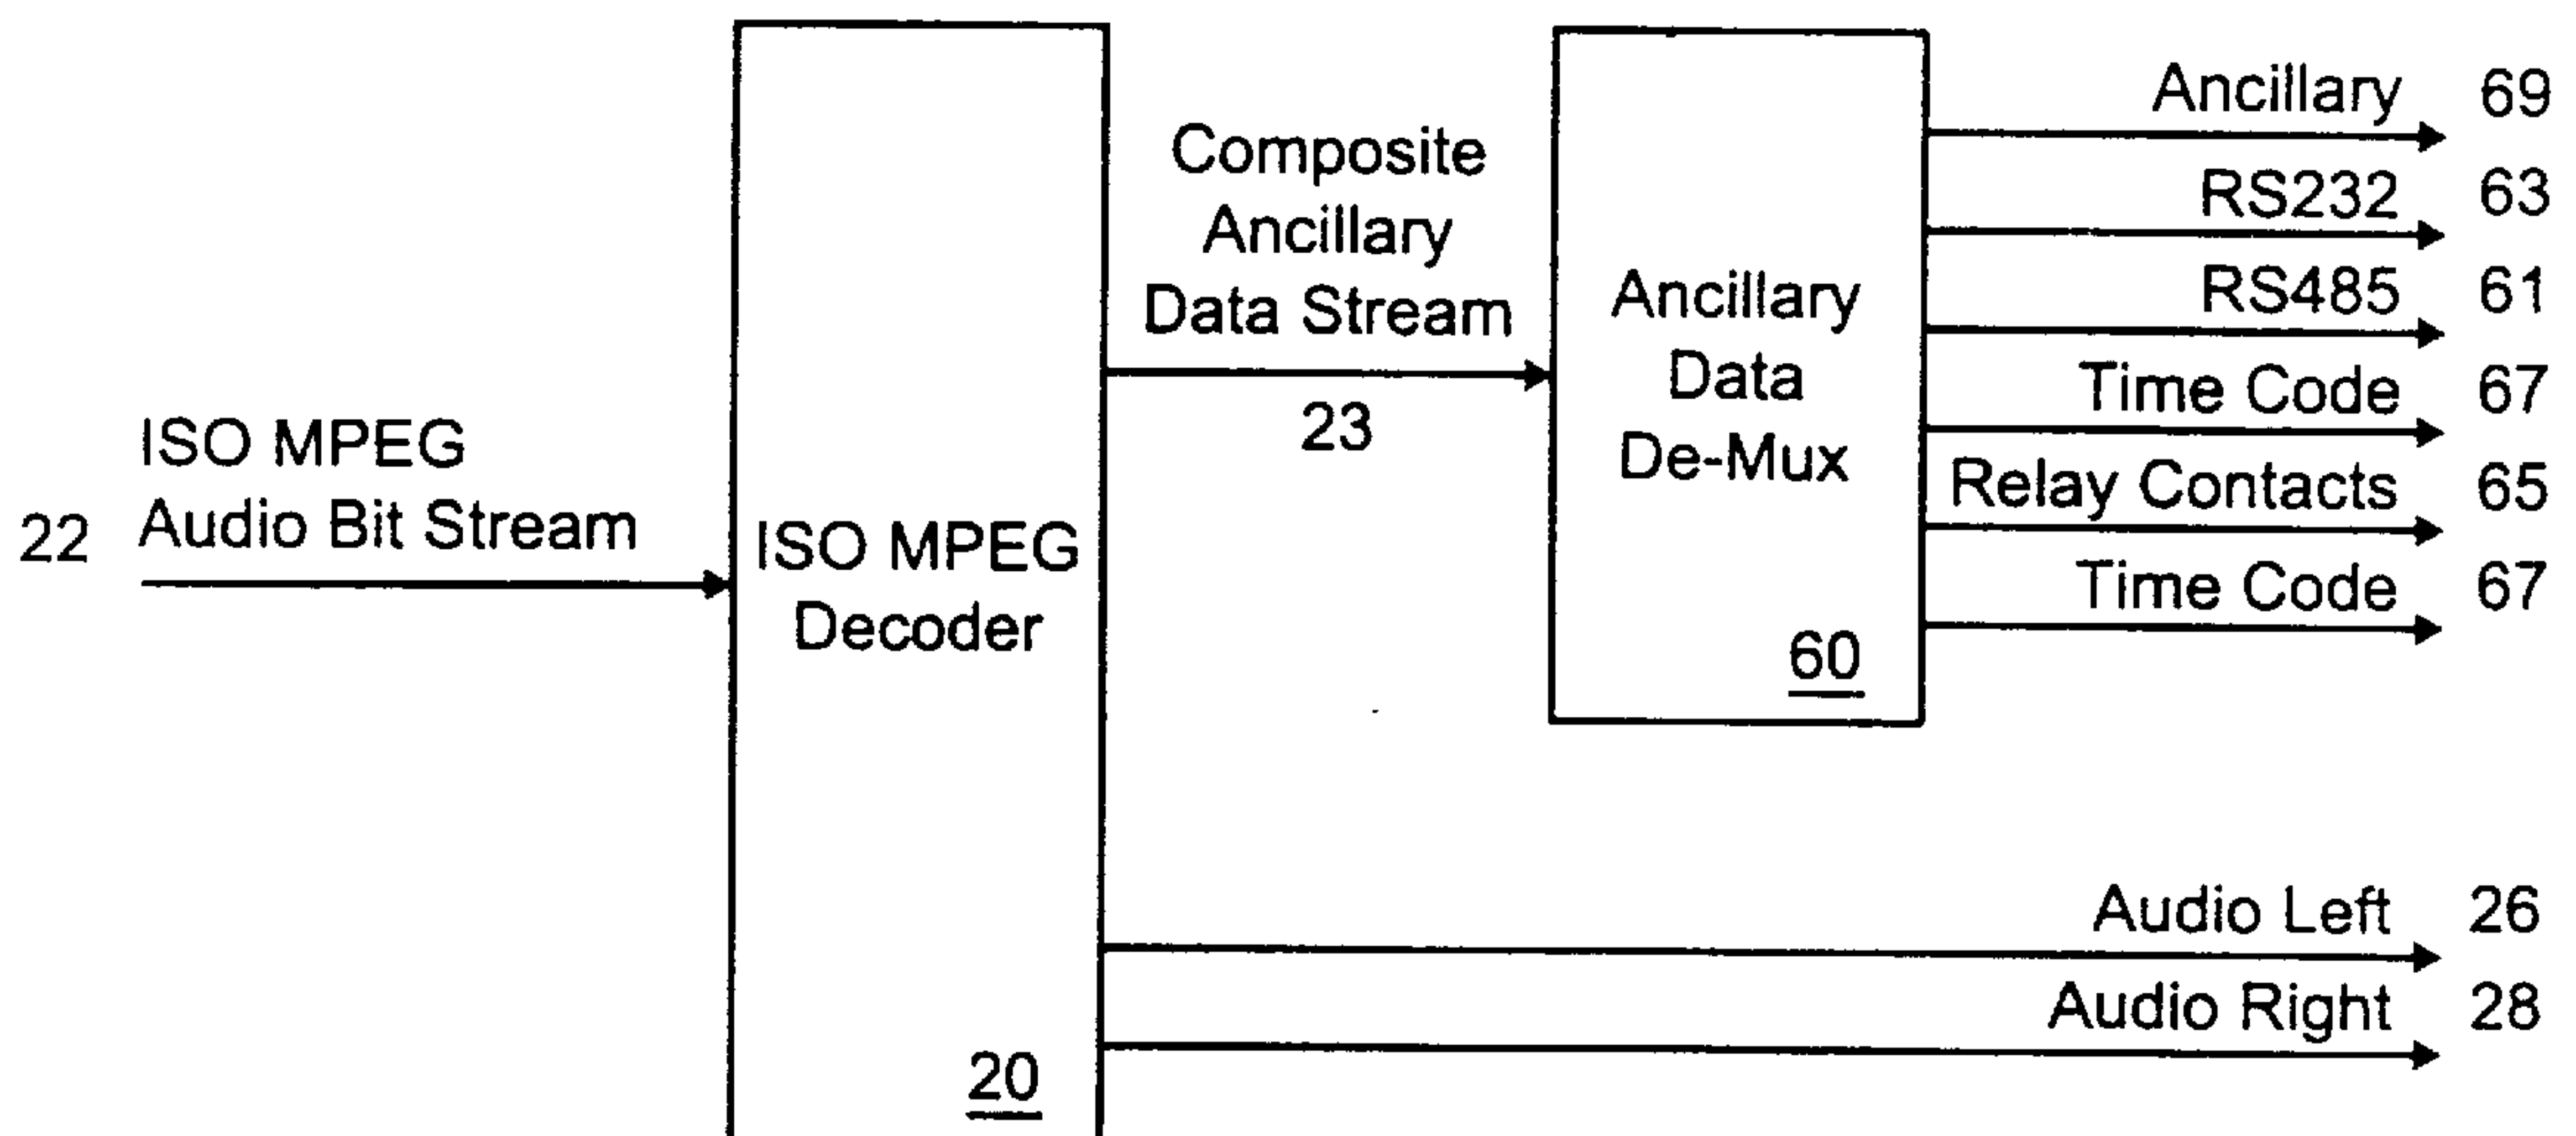 22
ISO MPEG
Audio Bit Stream
ISO MPEG
Decoder
20
Composite
Ancillary
Data Stream
23
Ancillary
Data
De-Mux
60
Ancillary 69
RS232 63
RS485 61
Time Code 67
Relay Contacts 65
Time Code 67
Audio Left 26
Audio Right 28